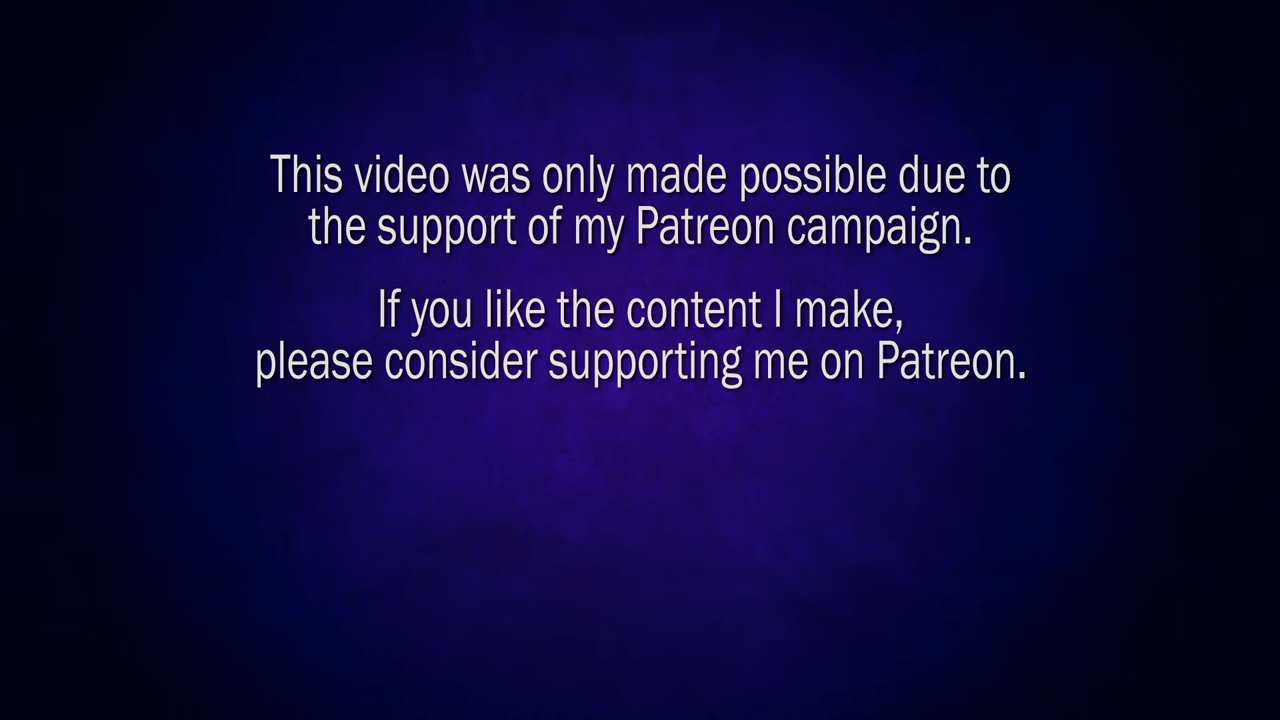 This video was only made possible due to
the support of my Patreon campaign.
If you like the content I make,
please consider supporting me on Patreon.